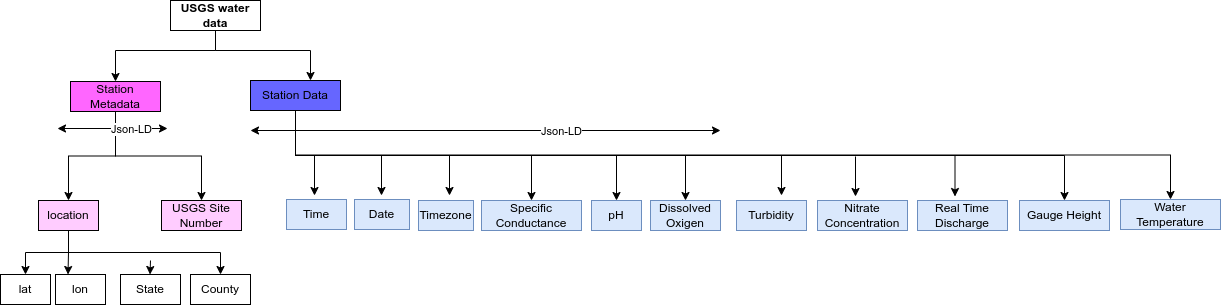 USGS water
data
Station
Metadata
Station Data
Json-LD
Json-LD
location
USGS Site
Number
Time
Date
Timezone
Specific
Conductance
pH
Dissolved
Oxigen
Turbidity
Nitrate
Concentration
Real Time
Discharge
Gauge Height
Water
Temperature
lat
lon
State
County